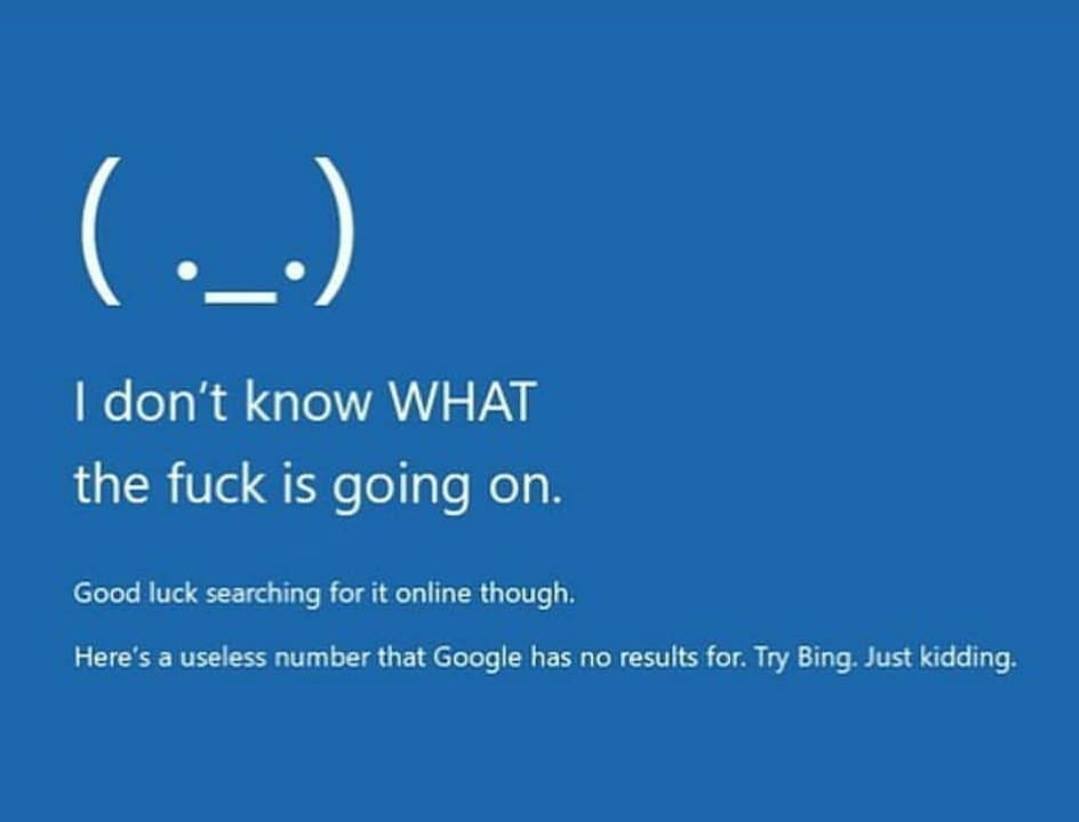 ( ._.)
I don't know WHAT
the fuck is going on.
Good luck searching for it online though.
Here's a useless number that Google has no results for. Try Bing. Just kidding.